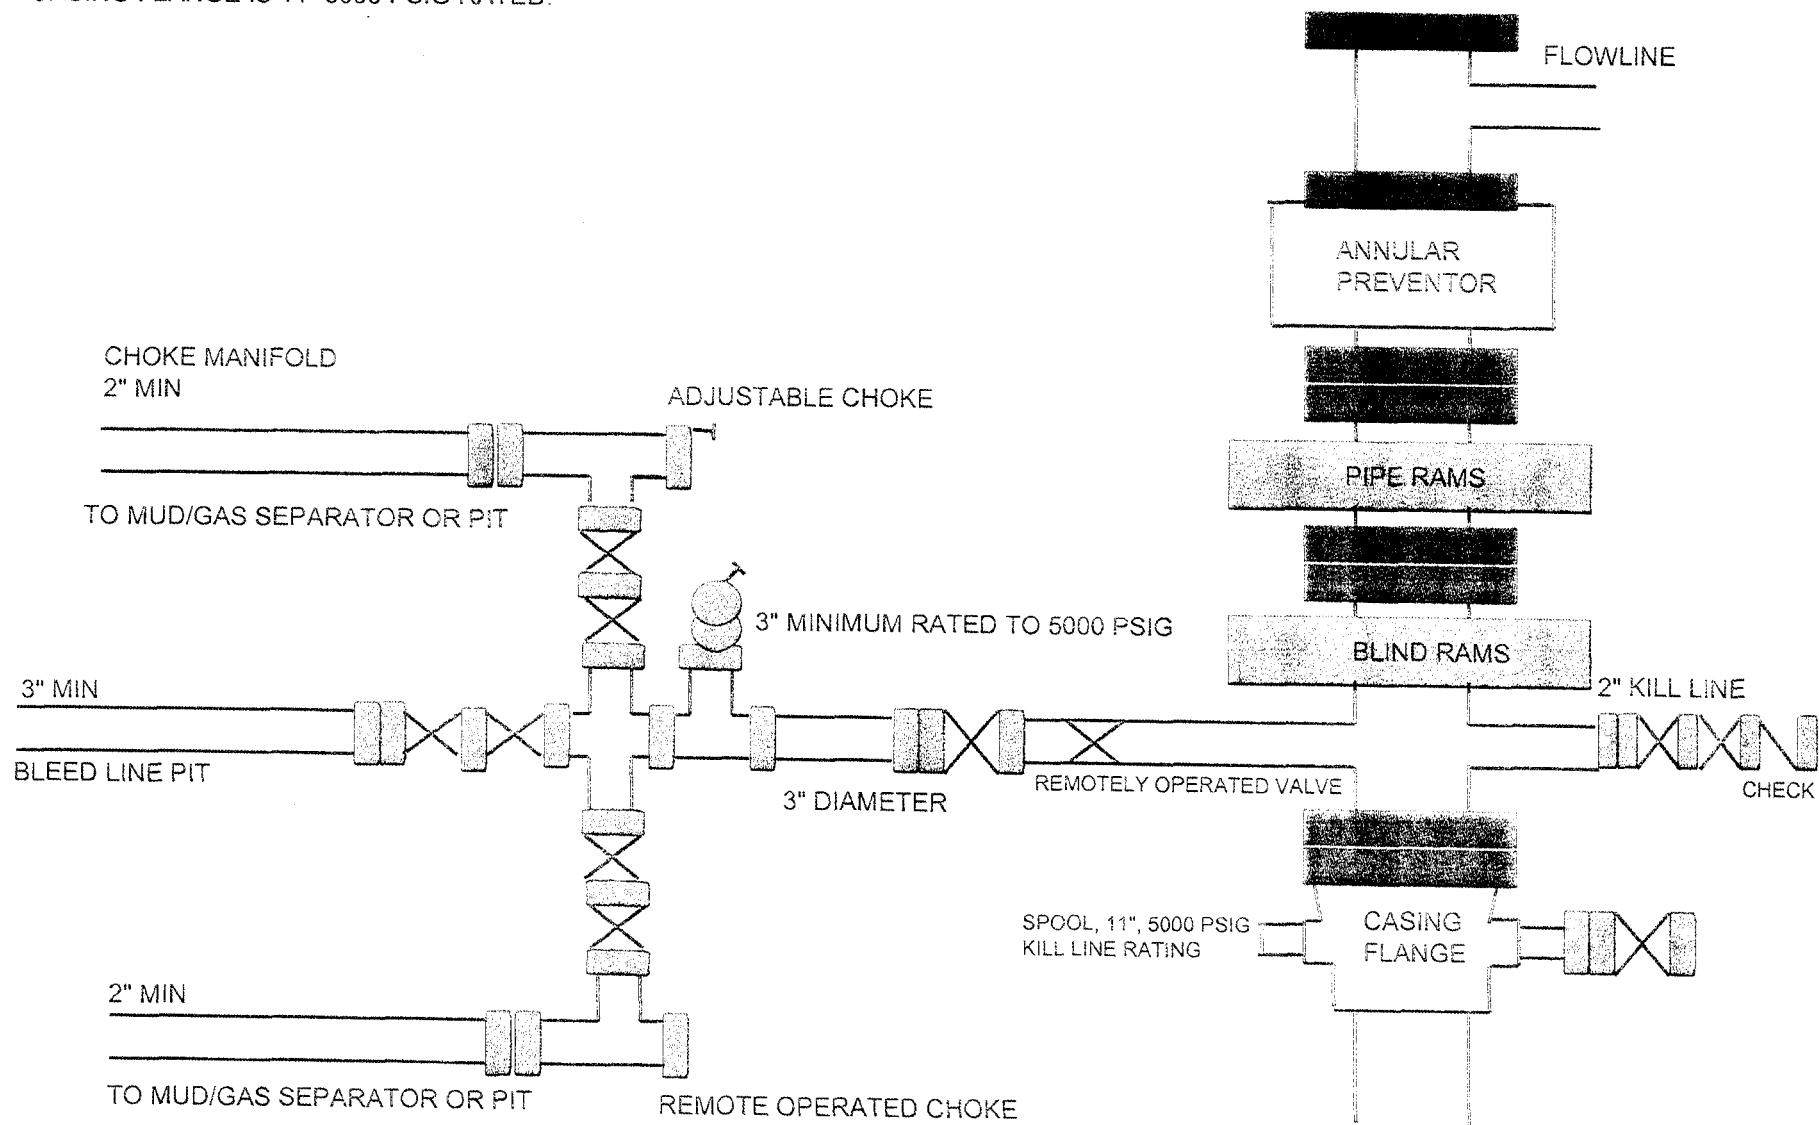 FLOWLINE
ANNULAR
PREVENTOR
CHOKE MANIFOLD
2" MIN
ADJUSTABLE CHOKE
PIPE RAMS
TO MUD/GAS SEPARATOR OR PIT
3" MINIMUM RATED TO 5000 PSIG
BLIND RAMS
3" MIN
2" KILL LINE
BLEED LINE PIT
REMOTELY OPERATED VALVE
CHECK
3" DIAMETER
SPOOL, 11", 5000 PSIG
KILL LINE RATING
CASING
FLANGE
2" MIN
TO MUD/GAS SEPARATOR OR PIT
REMOTE OPERATED CHOKE